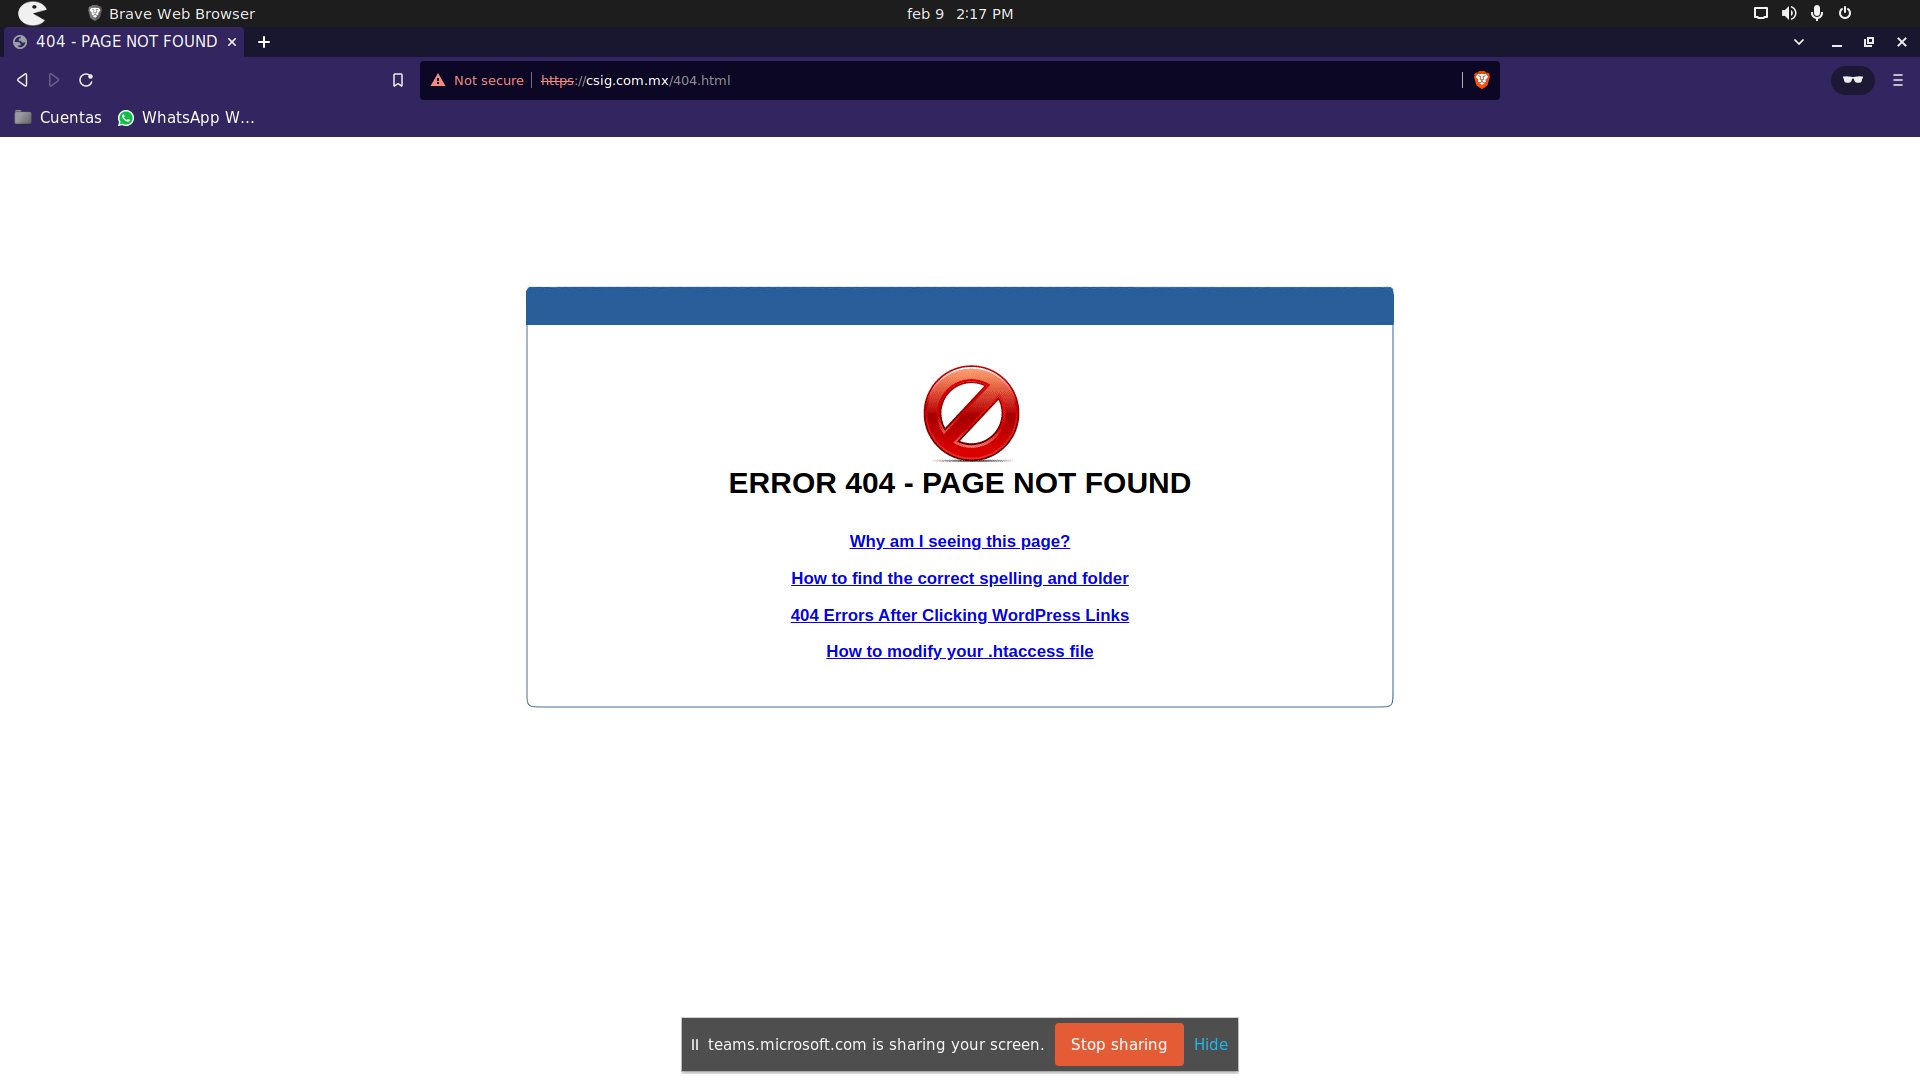 Brave Web Browser
feb 9 2:17 PM
404 - PAGE NOT FOUND
Not secure
https://csig.com.mx/404.html
Cuentas
WhatsApp W...
ERROR 404 - PAGE NOT FOUND
Why am I seeing this page?
How to find the correct spelling and folder
404 Errors After Clicking WordPress Links
How to modify your .htaccess file
teams.microsoft.com is sharing your screen.
Stop sharing
Hide